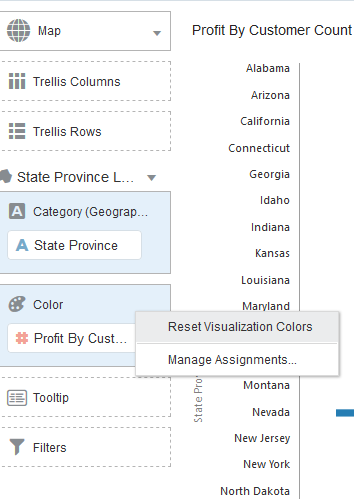 Map
Trellis Columns
Trellis Rows
State Province L...
Category (Geograp...
State Province
Color
Profit By Cust...
Tooltip
Filters
Reset Visualization Colors
Manage Assignments...
Profit By Customer Count
Alabama
Arizona
California
Connecticut
Georgia
Idaho
Indiana
Kansas
Louisiana
Maryland
Montana
Nevada
New Jersey
New York
North Dakota
State Pro